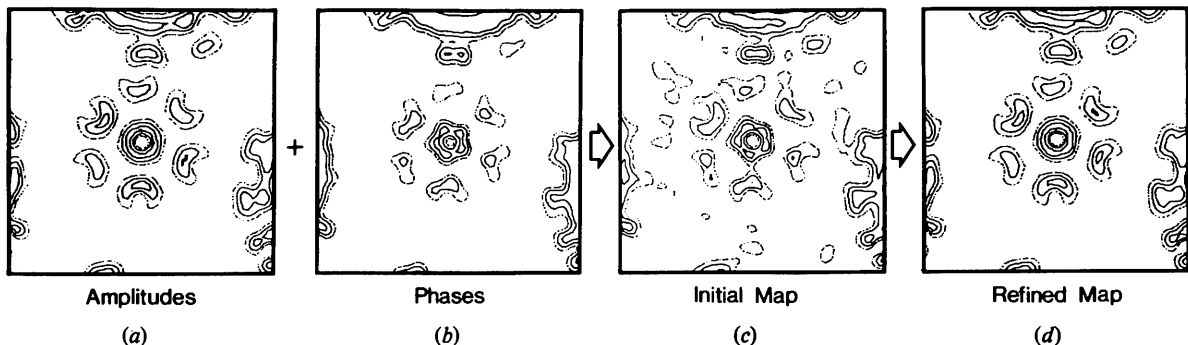 +
Amplitudes
Phases
Initial Map
Refined Map
(a)
(b)
(c)
(d)